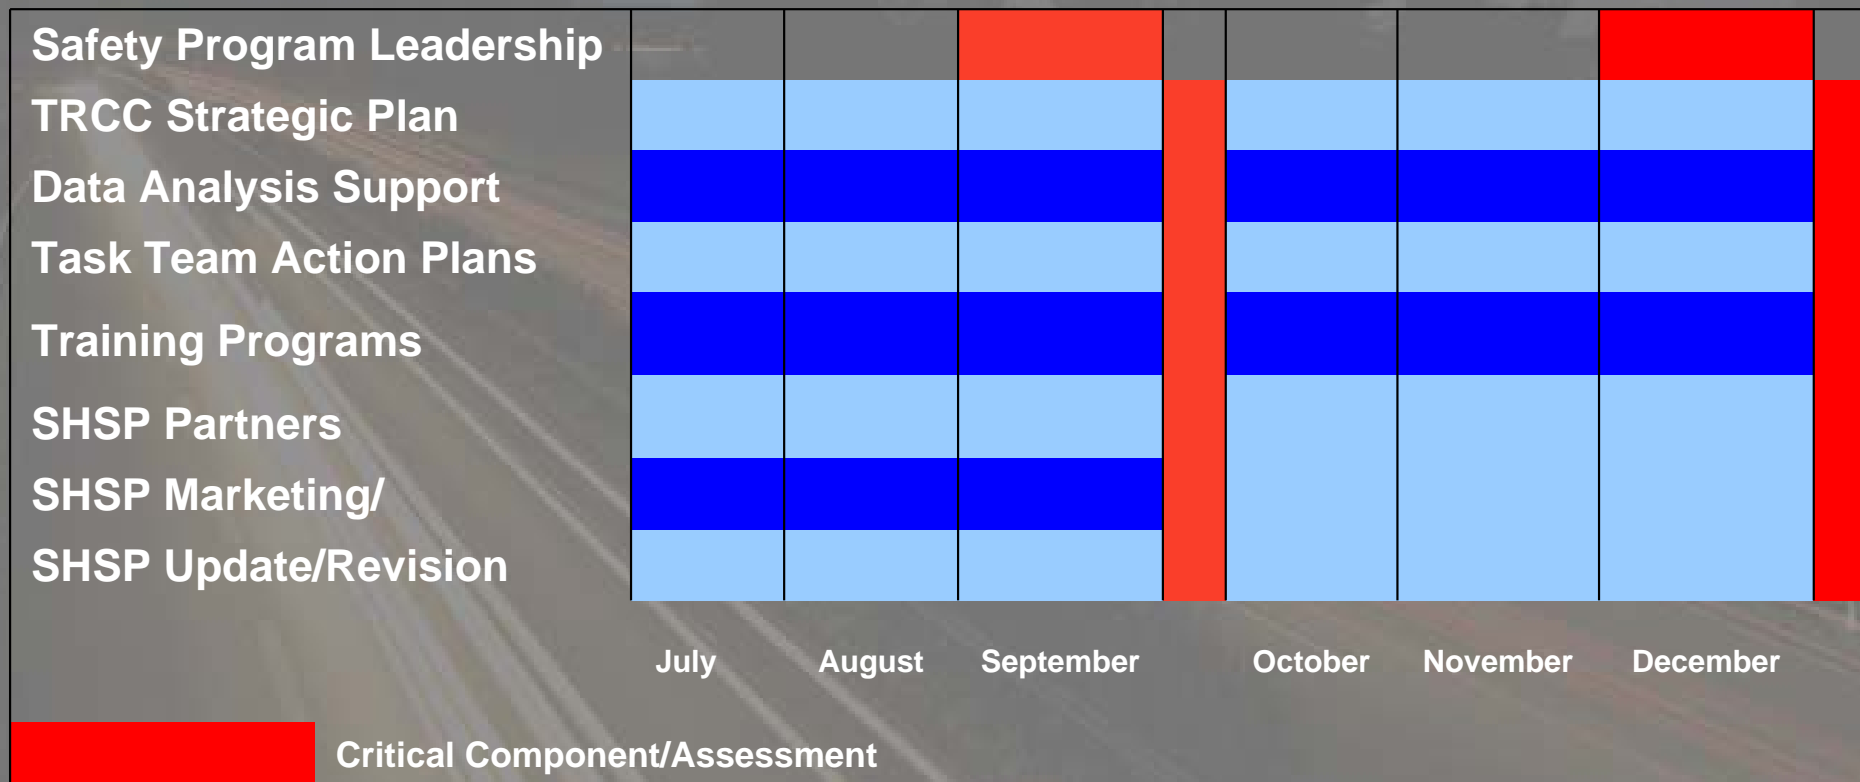 Safety Program Leadership
TRCC Strategic Plan
Data Analysis Support
Task Team Action Plans
Training Programs
SHSP Partners
SHSP Marketing/
SHSP Update/Revision
July August September October November December
Critical Component/Assessment